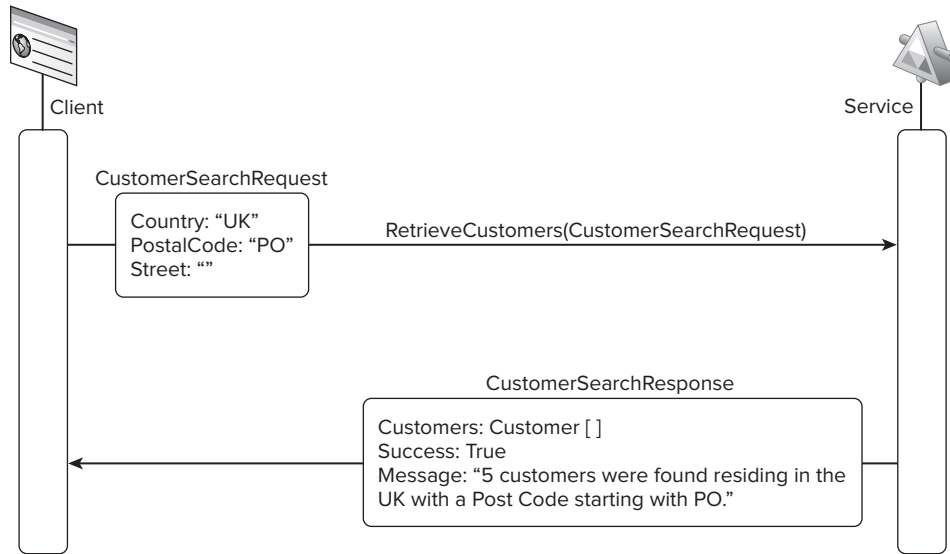 Client
Service
CustomerSearchRequest
Country: “UK”
PostalCode: “PO”
Street: “”
RetrieveCustomers(CustomerSearchRequest)
CustomerSearchResponse
Customers: Customer [ ]
Success: True
Message: “5 customers were found residing in the
UK with a Post Code starting with PO.”